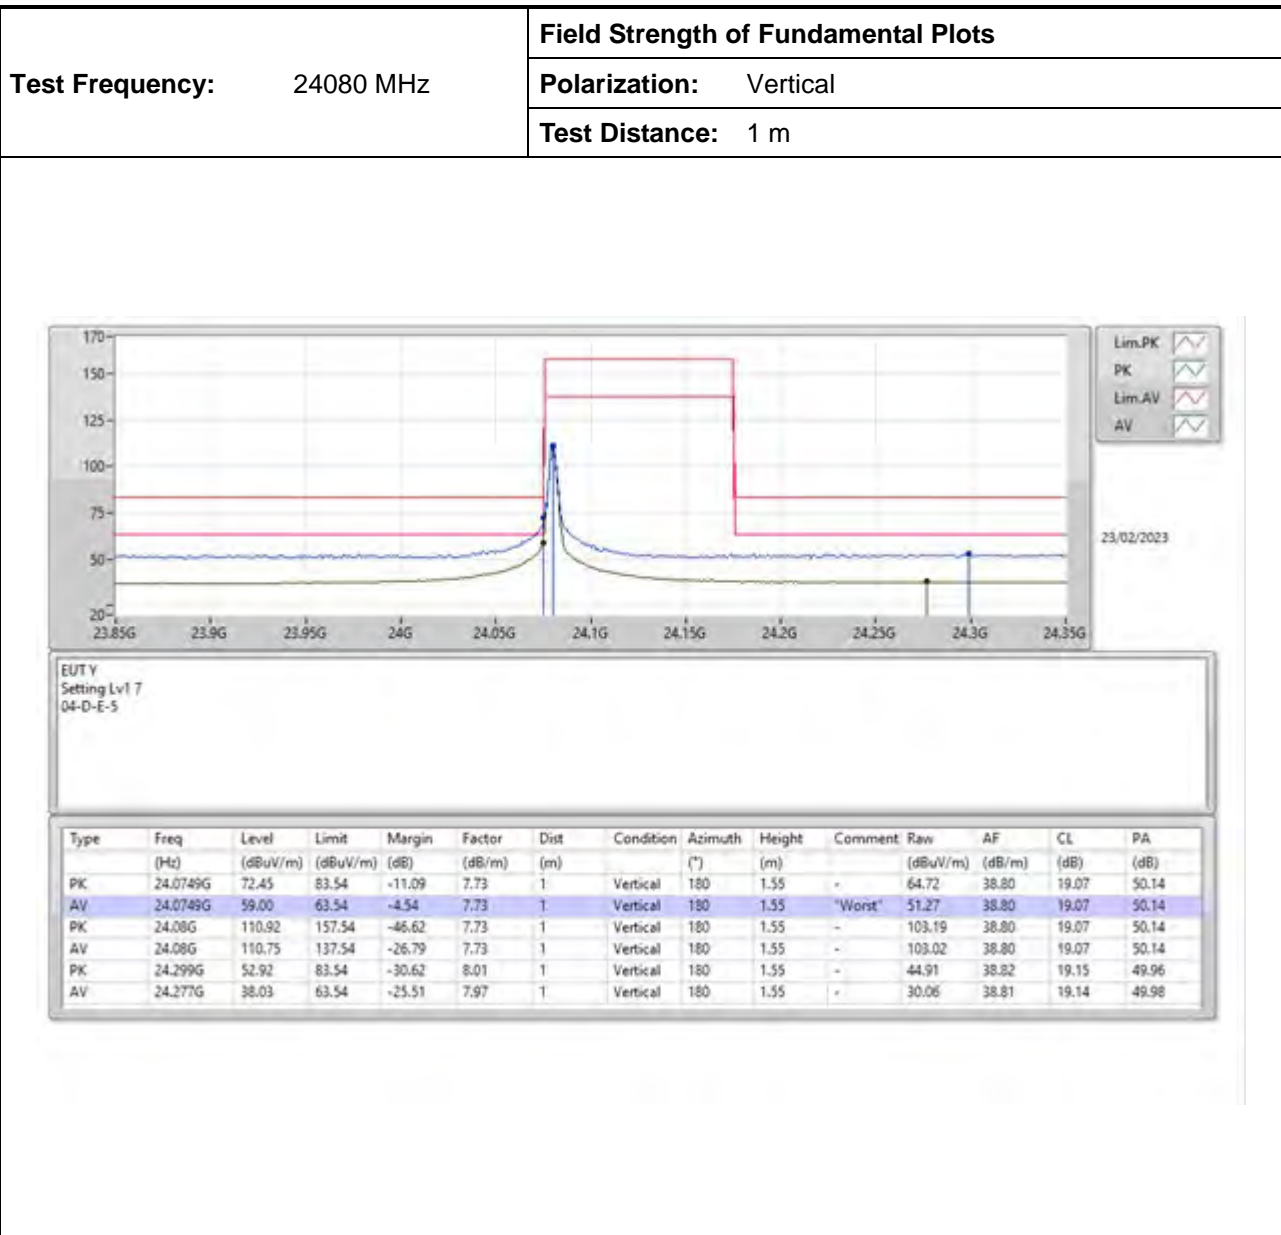 Field Strength of Fundamental Plots
Test Frequency: 24080 MHz
Polarization: Vertical
Test Distance: 1 m
170
150
125
100
75
50
20
23.85G 23.9G 23.95G 24G 24.05G 24.1G 24.15G 24.2G 24.25G 24.3G 24.35G
Lim.PK
PK
Lim.AV
AV
23/02/2023
EUT Y
Setting Lv1 7
04-D-E-5
Type Freq Level Limit Margin Factor Dist Condition Azimuth Height Comment Raw AF CL PA
(Hz) (dBuV/m) (dBuV/m) (dB) (dB/m) (m) (°) (m) (dBuV/m) (dB/m) (dB) (dB)
PK 24.0749G 72.45 83.54 -11.09 7.73 1 Vertical 180 1.55 - 64.72 38.80 19.07 50.14
AV 24.0749G 59.00 63.54 -4.54 7.73 1 Vertical 180 1.55 "Worst" 51.27 38.80 19.07 50.14
PK 24.08G 110.92 157.54 -46.62 7.73 1 Vertical 180 1.55 - 103.19 38.80 19.07 50.14
AV 24.08G 110.75 137.54 -26.79 7.73 1 Vertical 180 1.55 - 103.02 38.80 19.07 50.14
PK 24.299G 52.92 83.54 -30.62 8.01 1 Vertical 180 1.55 - 44.91 38.82 19.15 49.96
AV 24.277G 38.03 63.54 -25.51 7.97 1 Vertical 180 1.55 - 30.06 38.81 19.14 49.98